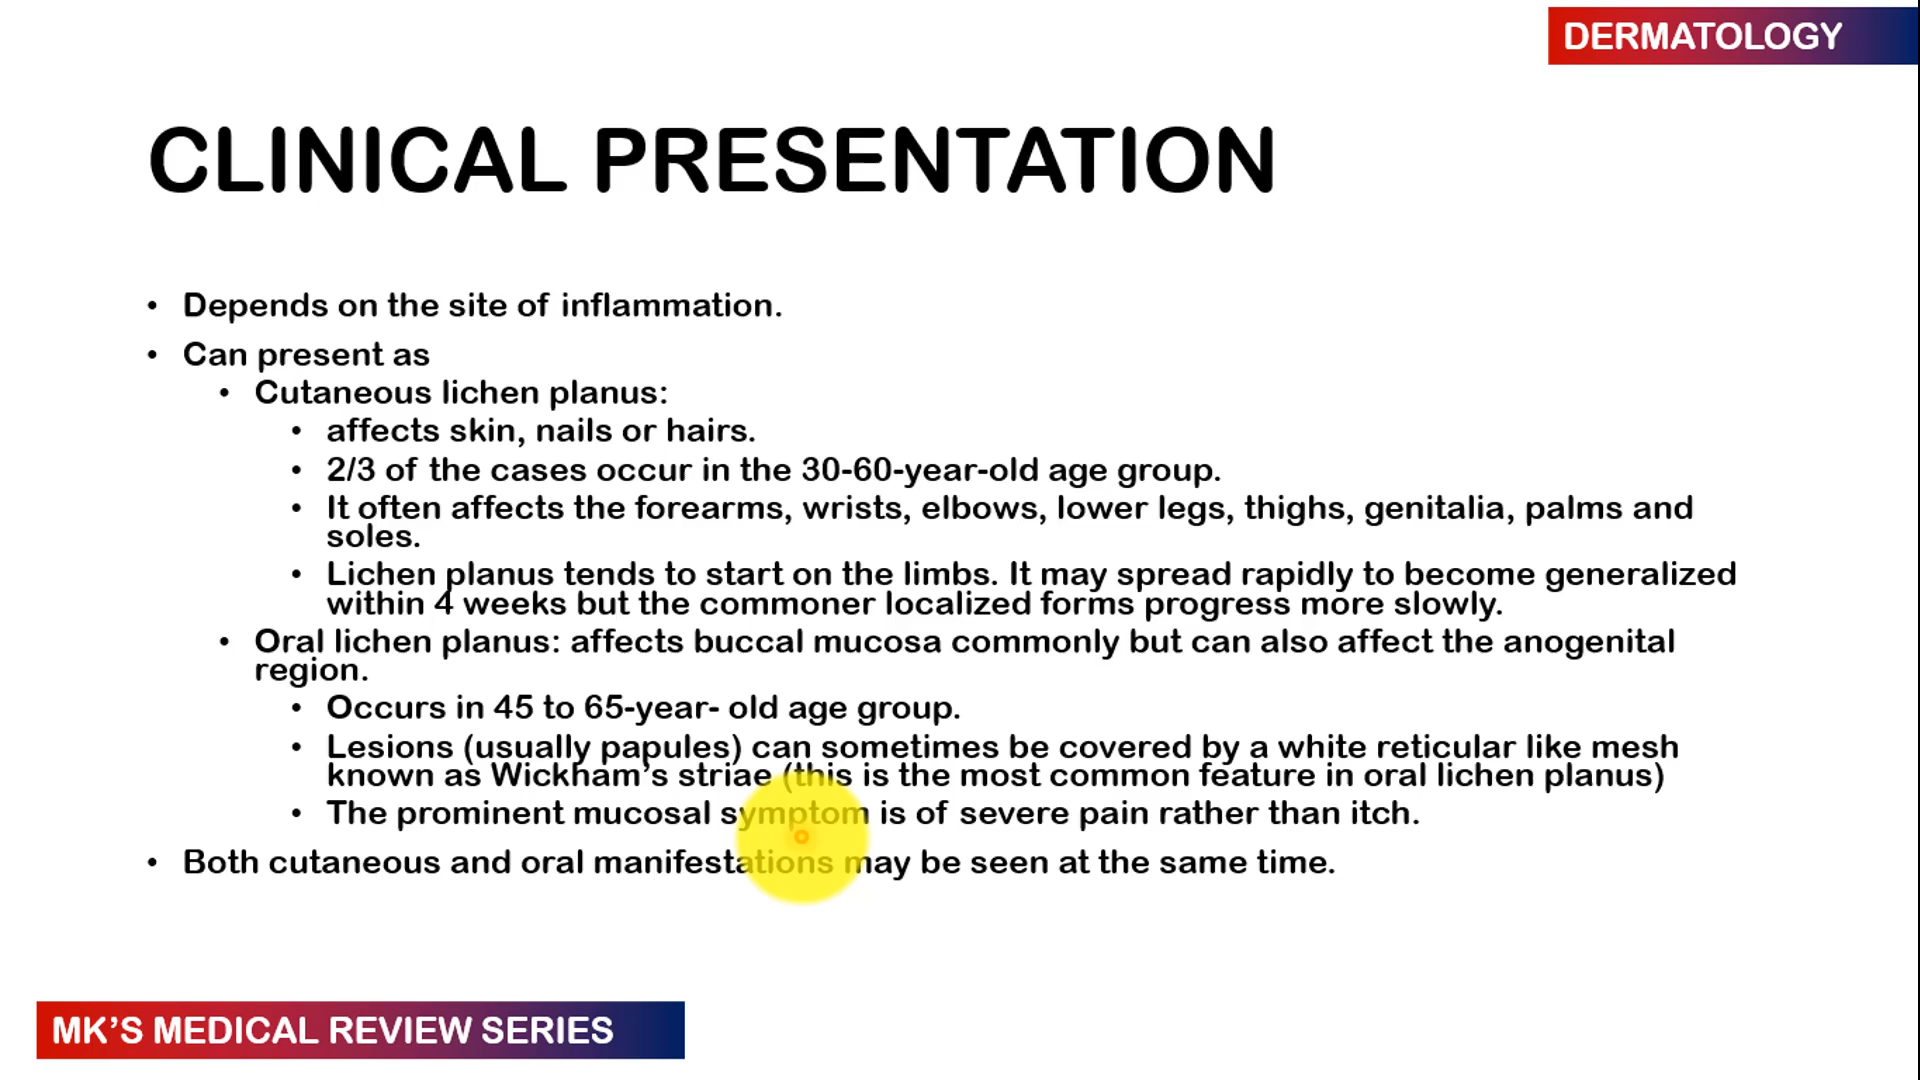 DERMATOLOGY
CLINICAL PRESENTATION
• Depends on the site of inflammation.
• Can present as
• Cutaneous lichen planus:
• affects skin, nails or hairs.
• 2/3 of the cases occur in the 30-60-year-old age group.
• It often affects the forearms, wrists, elbows, lower legs, thighs, genitalia, palms and
soles.
• Lichen planus tends to start on the limbs. It may spread rapidly to become generalized
within 4 weeks but the commoner localized forms progress more slowly.
• Oral lichen planus: affects buccal mucosa commonly but can also affect the anogenital
region.
• Occurs in 45 to 65-year- old age group.
• Lesions (usually papules) can sometimes be covered by a white reticular like mesh
known as Wickham’s striae (this is the most common feature in oral lichen planus)
• The prominent mucosal symptom is of severe pain rather than itch.
• Both cutaneous and oral manifestations may be seen at the same time.
MK’S MEDICAL REVIEW SERIES